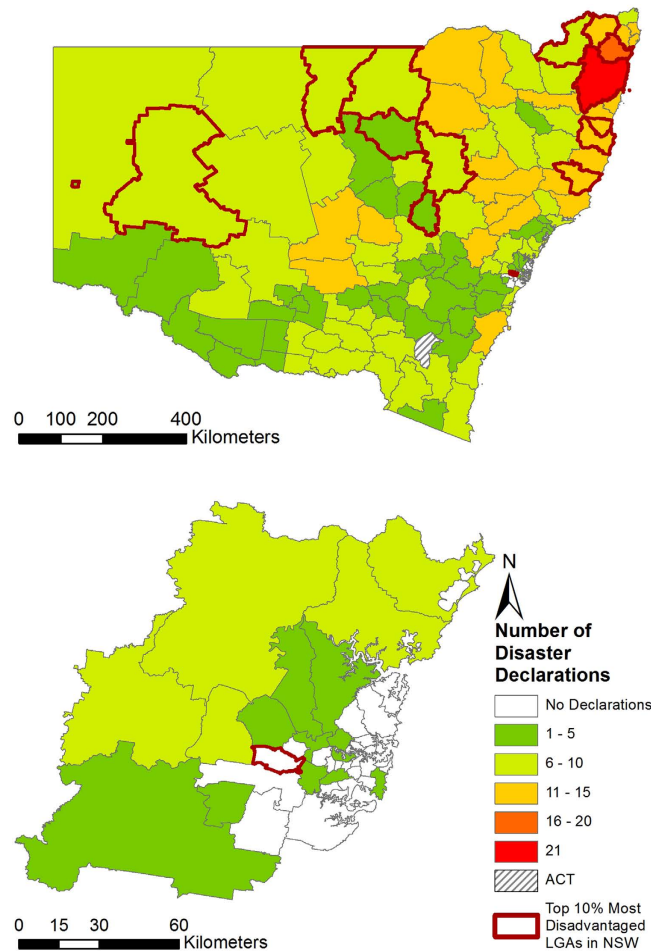 0 100 200 400
Kilometers
N
Number of
Disaster
Declarations
No Declarations
1 - 5
6 - 10
11 - 15
16 - 20
21
ACT
Top 10% Most
Disadvantaged
LGAs in NSW
0 15 30 60
Kilometers